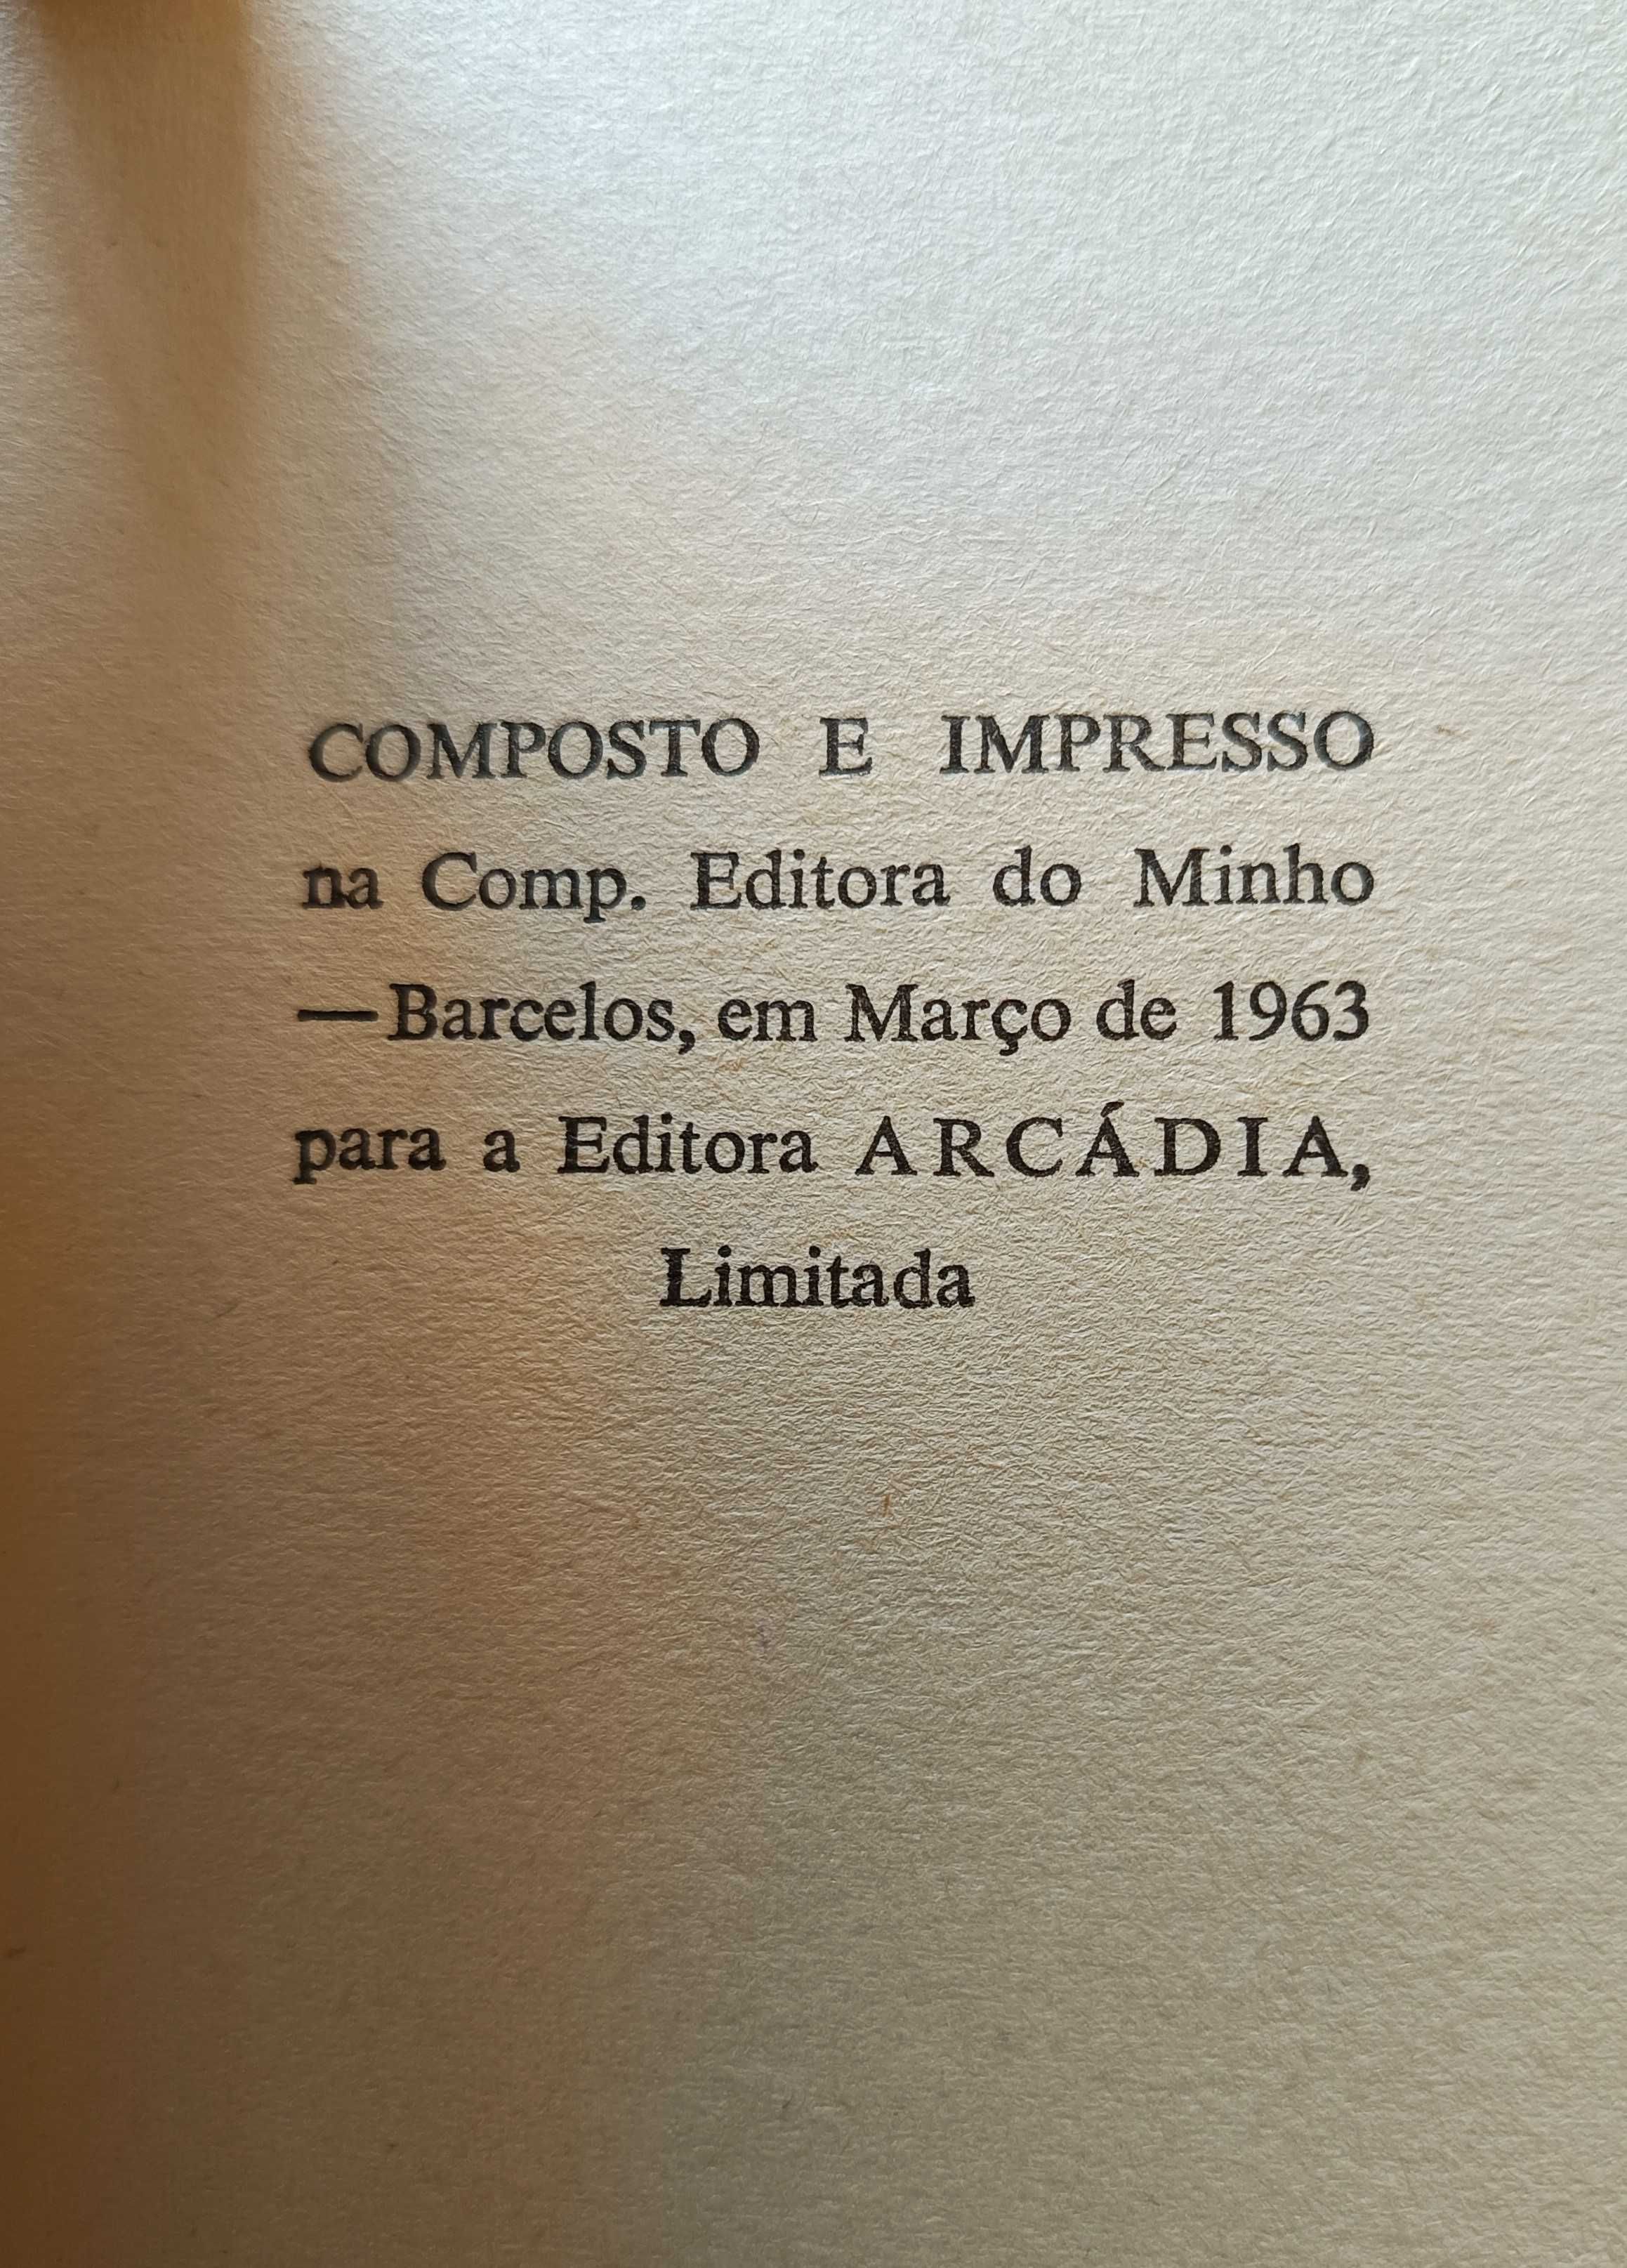 COMPOSTO E IMPRESSO
na Comp. Editora do Minho
—Barcelos, em Março de 1963
para a Editora ARCÁDIA,
Limitada